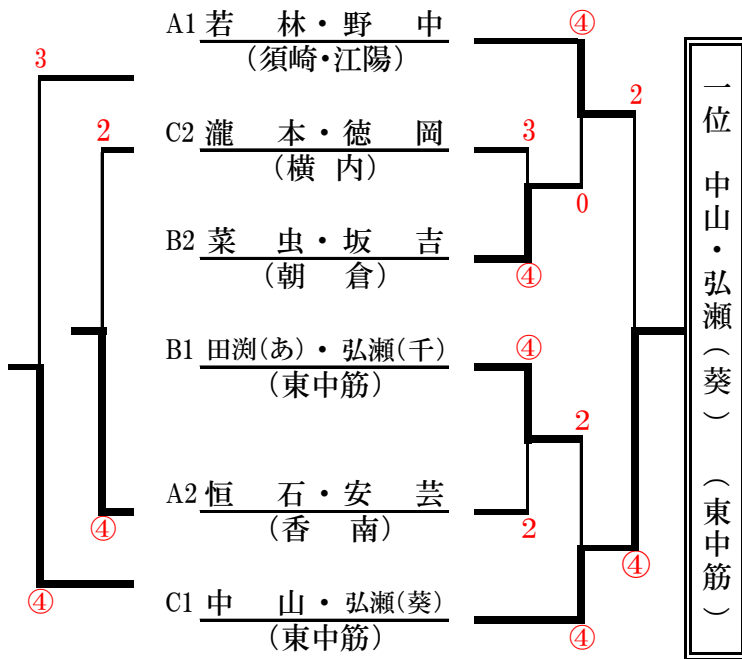 A1 若 林・野 中
(須崎・江陽)
C2 瀧 本・徳 岡
(横 内)
B2 菜 虫・坂 吉
(朝 倉)
B1 田渕(あ)・弘瀬(千)
(東中筋)
A2 恒 石・安 芸
(香 南)
C1 中 山・弘瀬(葵)
(東中筋)
3
2
④
④
④
3
0
④
2
④
2
2
④
④
一位 中山・弘瀬(葵) (東中筋)